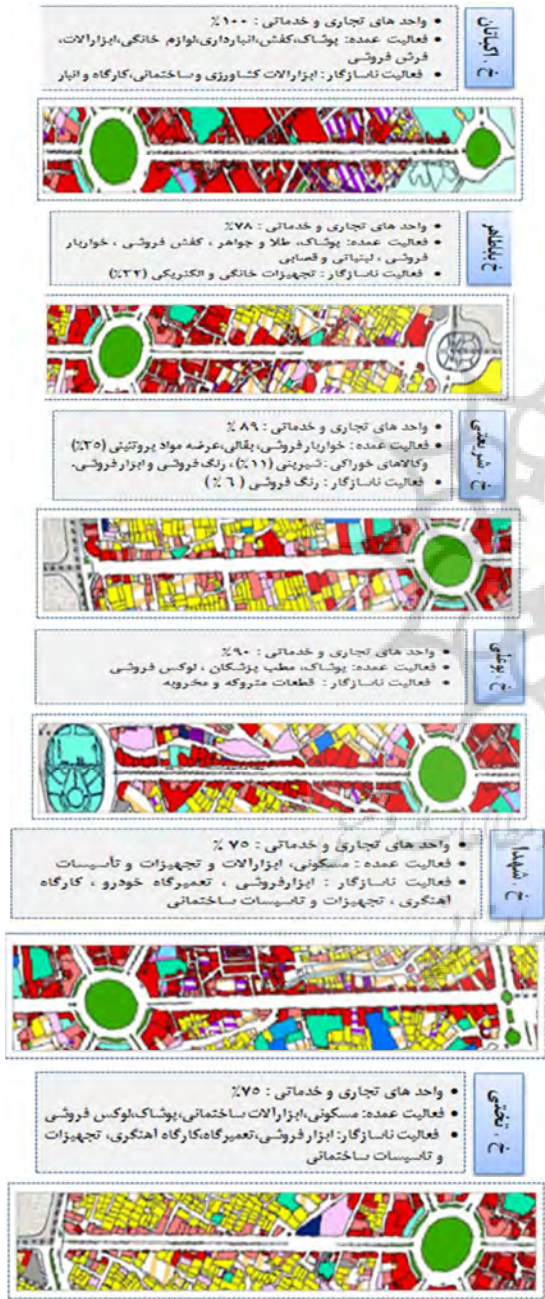 خ . اکباتان
• واحد های تجاری و خدماتی : ۱۰۰%
• فعالیت عمده: پوشاک،کفش،انبارداری،لوازم خانگی،ابزارالات،
فرش فروشی
• فعالیت ناسازگار : ابزارالات کشاورزی وساختمانی،کارگاه و انبار
خ باباطاهر
• واحد های تجاری و خدماتی : ۷۸%
• فعالیت عمده: پوشاک، طلا و جواهر ، کفش فروشی ، خواربار
فروشی ، لبنیاتی و قصابی
• فعالیت ناسازگار : تجهیزات خانگی و الکتریکی (۳۲%)
خ . شریعتی
• واحد های تجاری و خدماتی : ۸۹ %
• فعالیت عمده: خواربار فروشی، بقالی،عرضه مواد پروتئینی (۳۵%)
وکالاهای خوراکی : شیرینی (۱۱%) ، رنگ فروشی و ابزار فروشی.
• فعالیت ناسازگار : رنگ فروشی ( ۶ % )
خ . بوعلی
• واحد های تجاری و خدماتی : ۹۰%
• فعالیت عمده: پوشاک، مطب پزشکان ، لوکس فروشی
• فعالیت ناسازگار : قطعات متروکه و مخروبه
خ . شهدا
• واحد های تجاری و خدماتی : ۷۵ %
• فعالیت عمده : مسکونی، ابزارالات و تجهیزات و تأسیسات
• فعالیت ناسازگار : ابزارفروشی ، تعمیرگاه خودرو ، کارگاه
آهنگری ، تجهیزات و تاسیسات ساختمانی
خ . تختی
• واحد های تجاری و خدماتی : ۷۵%
• فعالیت عمده: مسکونی،ابزارآلات ساختمانی،پوشاک،لوکس فروشی
• فعالیت ناسازگار: ابزار فروشی،تعمیرگاه،کارگاه آهنگری، تجهیزات
و تاسیسات ساختمانی